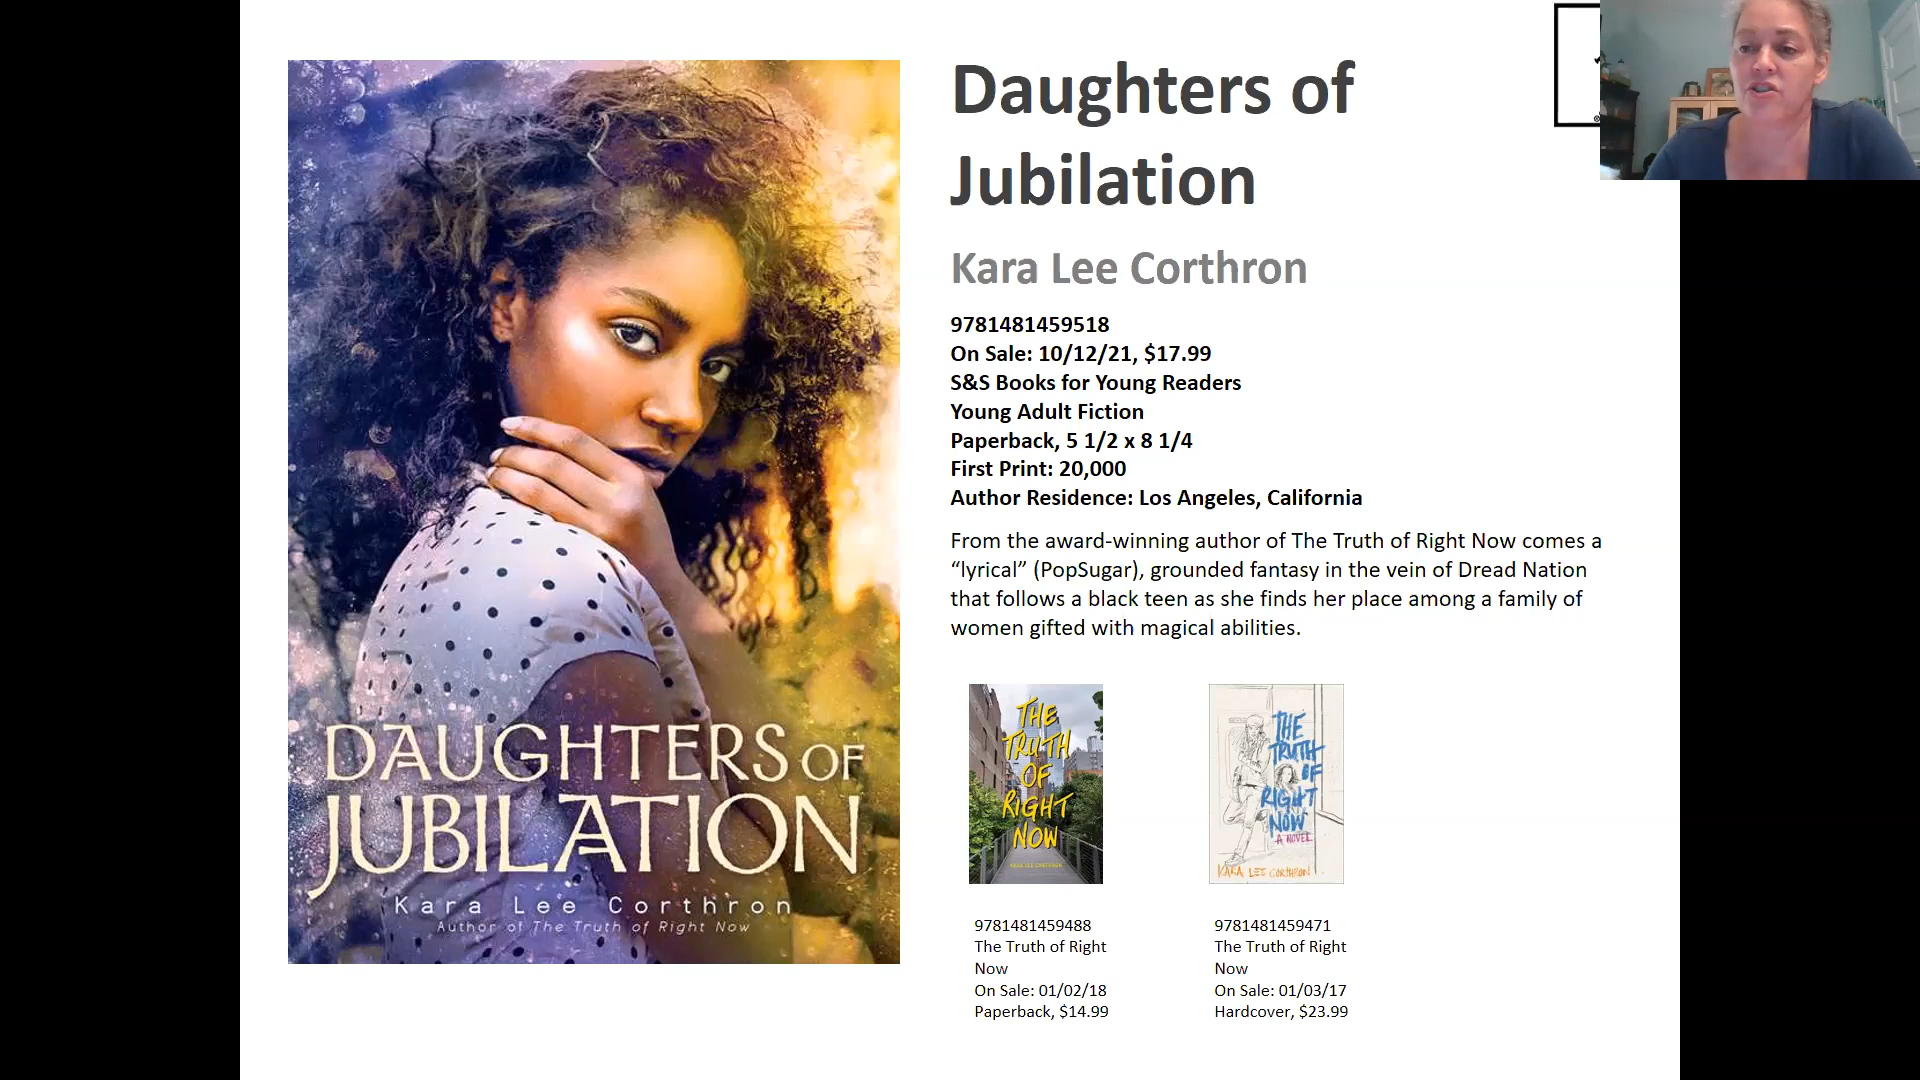 Daughters of
Jubilation
Kara Lee Corthron
9781481459518
On Sale: 10/12/21, $17.99
S&S Books for Young Readers
Young Adult Fiction
Paperback, 5 1/2 x 8 1/4
First Print: 20,000
Author Residence: Los Angeles, California
From the award-winning author of The Truth of Right Now comes a
“lyrical” (PopSugar), grounded fantasy in the vein of Dread Nation
that follows a black teen as she finds her place among a family of
women gifted with magical abilities.
DAUGHTERS OF
JUBILATION
Kara Lee Corthron
Author of The Truth of Right Now
THE
TRUTH
OF
RIGHT
NOW
KARA LEE CORTHRON
9781481459488
The Truth of Right
Now
On Sale: 01/02/18
Paperback, $14.99
THE
TRUTH
OF
RIGHT
NOW
A NOVEL
KARA LEE CORTHRON
9781481459471
The Truth of Right
Now
On Sale: 01/03/17
Hardcover, $23.99